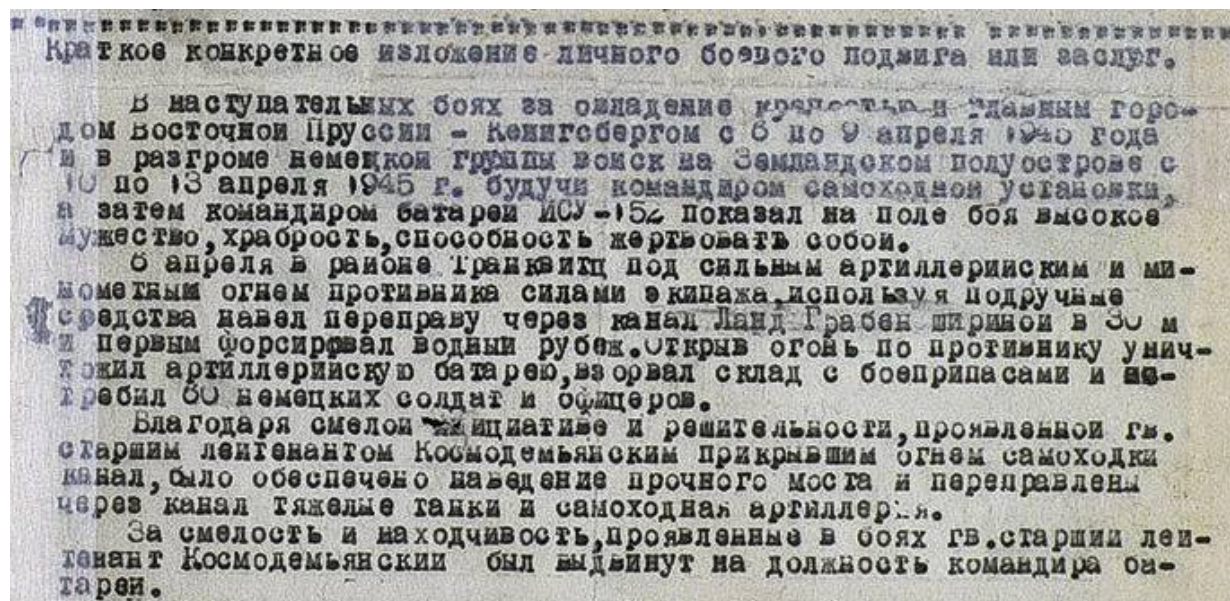 Краткое конкретное изложение личного боевого подвига или заслуг.
В наступательных боях за овладение крепостью и главным горо-
дом Восточной Пруссии - Кенигсбергом с 6 по 9 апреля 1945 года
и в разгроме немецкой группы войск на Земландском полуострове с
10 по 13 апреля 1945 г. будучи командиром самоходной установки,
а затем командиром батареи ИСУ-152 показал на поле боя высокое
мужество,храбрость,способность жертвовать собой.
6 апреля в районе Транквитц под сильным артиллерийским и ми-
нометным огнем противника силами экипажа,используя подручные
средства навел переправу через канал Ланд Грабен шириной в 30 м
и первым форсировал водный рубеж.Открыв огонь по противнику унич-
тожил артиллерийскую батарею,взорвал склад с боеприпасами и ис-
требил 60 немецких солдат и офицеров.
Благодаря смелой инициативе и решительности,проявленной гв.
старшим лейтенантом Космодемьянским прикрывшим огнем самоходки
канал,было обеспечено наведение прочного моста и переправлены
через канал тяжелые танки и самоходная артиллерия.
За смелость и находчивость,проявленные в боях гв.старший лей-
тенант Космодемьянский был выдвинут на должность командира ба-
тареи.